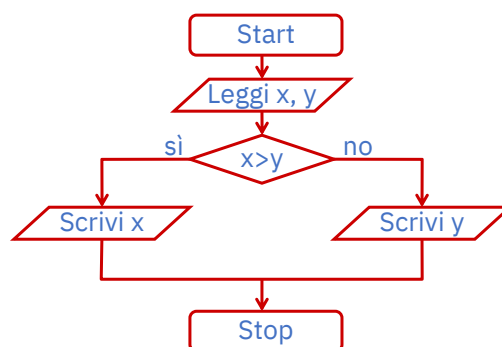 Start
Leggi x, y
sì
x>y
no
Scrivi x
Scrivi y
Stop